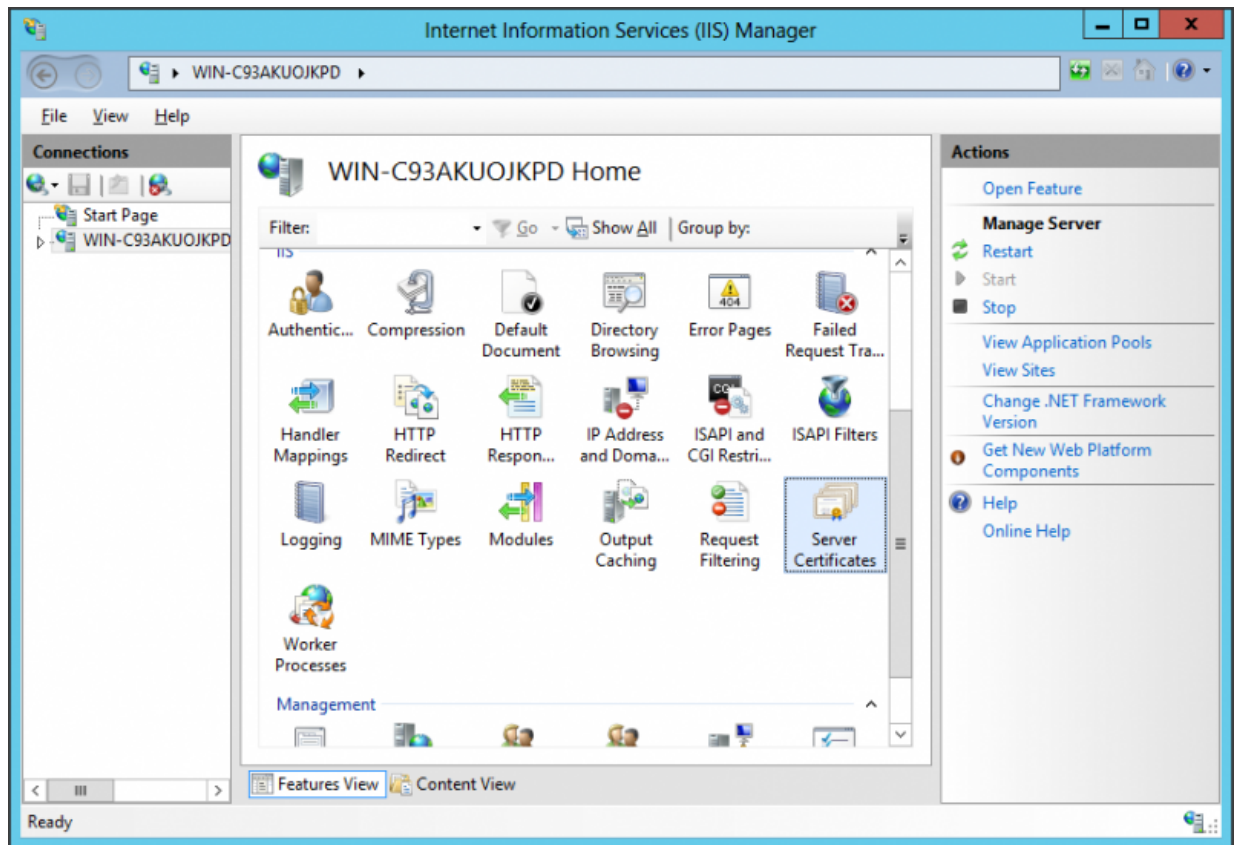 Internet Information Services (IIS) Manager
WIN-C93AKUOJKPD
File View Help
Connections
Start Page
WIN-C93AKUOJKPD
WIN-C93AKUOJKPD Home
Filter: Go Show All Group by:
IIS
Authentic... Compression Default Document Directory Browsing Error Pages Failed Request Tra...
404
CGI
Handler Mappings HTTP Redirect HTTP Respon... IP Address and Doma... ISAPI and CGI Restri... ISAPI Filters
Logging MIME Types Modules Output Caching Request Filtering Server Certificates
Worker Processes
Management
Features View Content View
Actions
Open Feature
Manage Server
Restart
Start
Stop
View Application Pools
View Sites
Change .NET Framework
Version
Get New Web Platform
Components
Help
Online Help
Ready